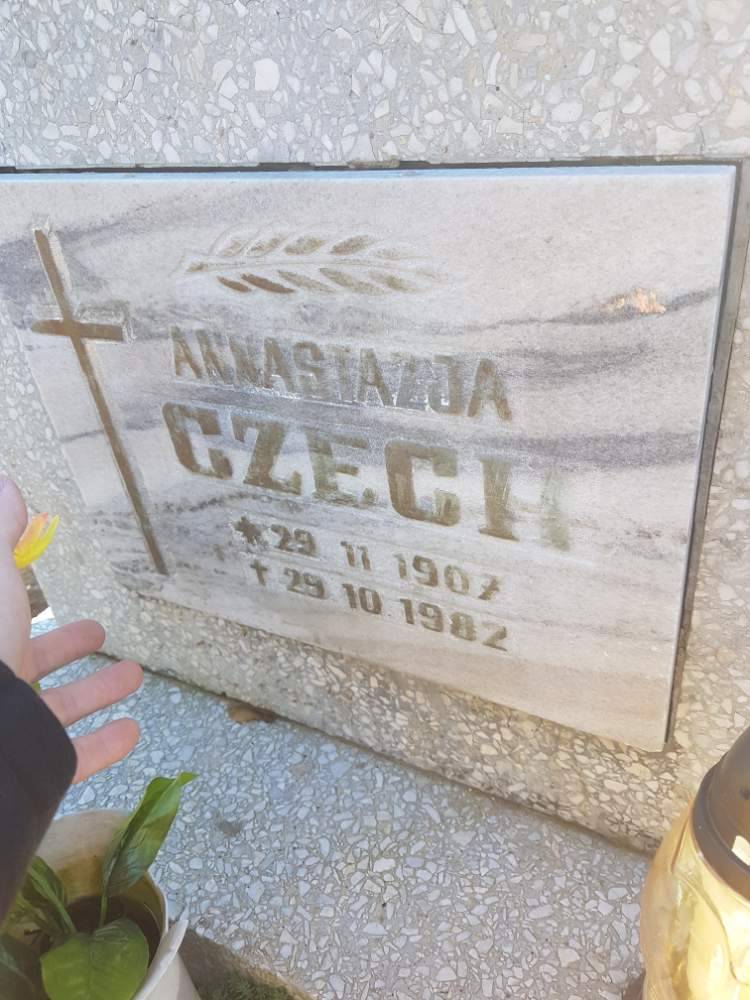 ANNASTAZJA
CZECH
* 29 11 1907
† 29 10 1982